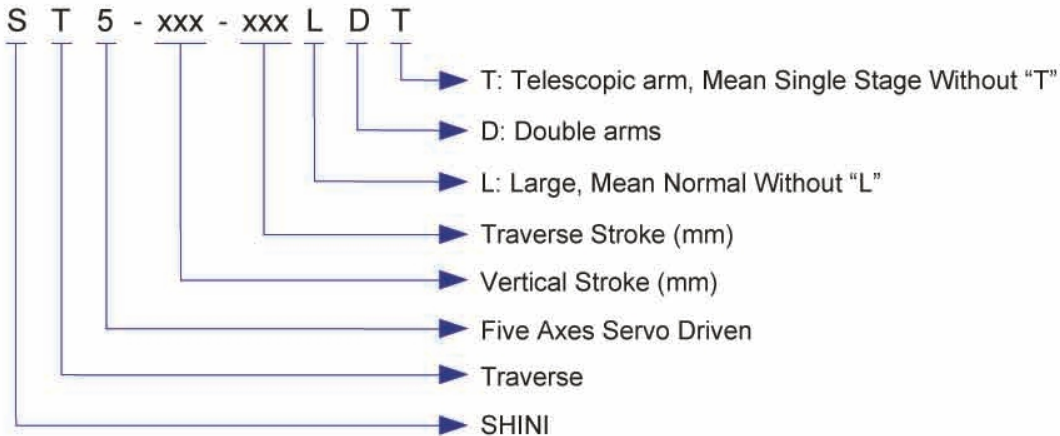 S T 5 - xxx - xxx L D T
T: Telescopic arm, Mean Single Stage Without “T”
D: Double arms
L: Large, Mean Normal Without “L”
Traverse Stroke (mm)
Vertical Stroke (mm)
Five Axes Servo Driven
Traverse
SHINI